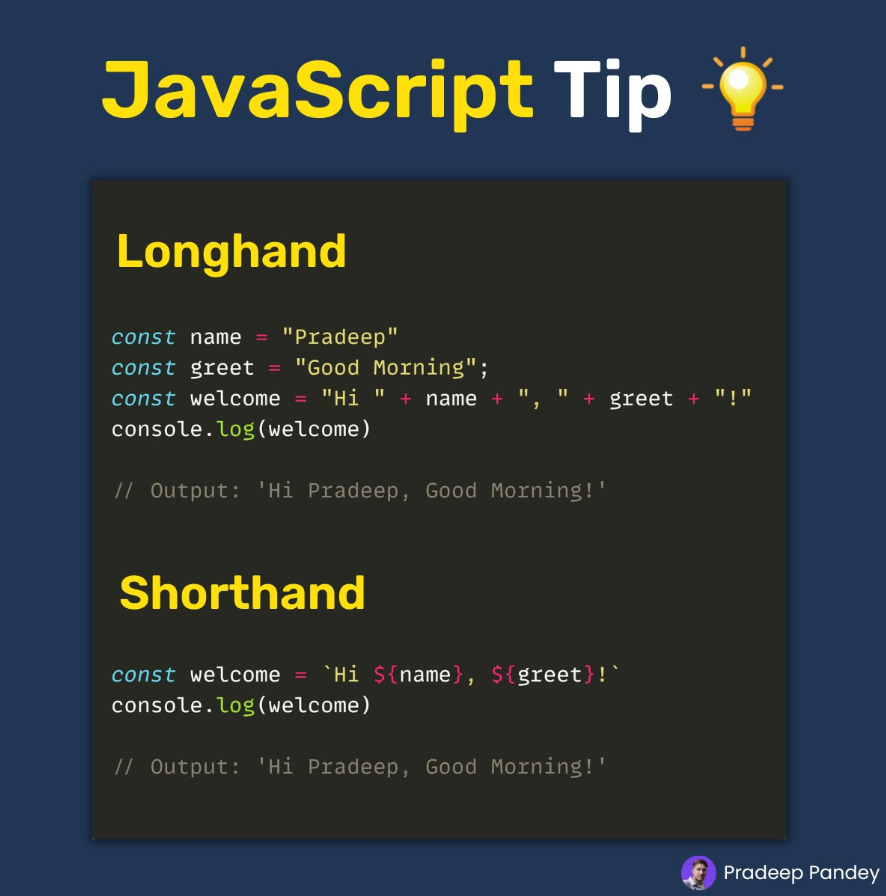 JavaScript Tip
Longhand
const name = "Pradeep"
const greet = "Good Morning";
const welcome = "Hi " + name + ", " + greet + "!"
console.log(welcome)
// Output: 'Hi Pradeep, Good Morning!'
Shorthand
const welcome = `Hi ${name}, ${greet}!`
console.log(welcome)
// Output: 'Hi Pradeep, Good Morning!'
Pradeep Pandey